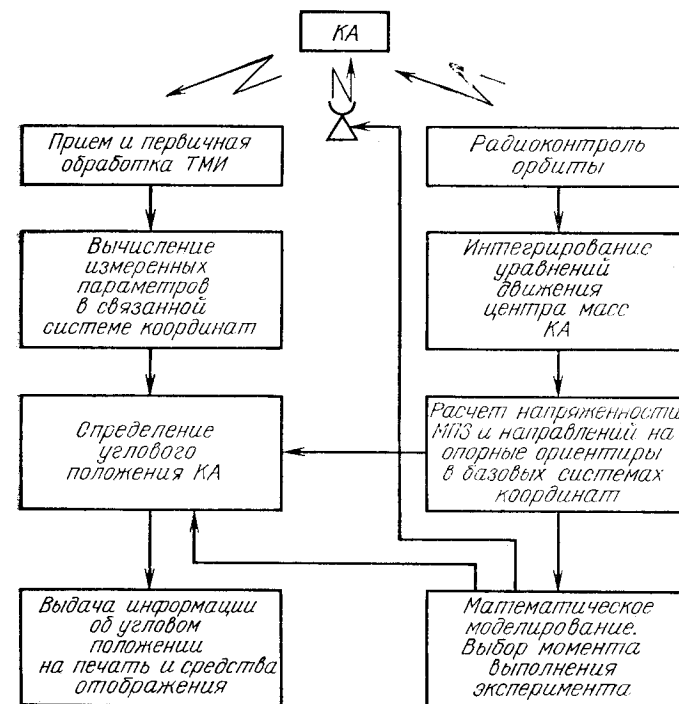 КА
Прием и первичная
обработка ТМИ
Вычисление
измеренных
параметров
в связанной
системе координат
Определение
углового
положения КА
Выдача информации
об угловом
положении
на печать и средства
отображения
Радиоконтроль
орбиты
Интегрирование
уравнений
движения
центра масс
КА
Расчет напряженности
МПЗ и направлений на
опорные ориентиры
в базовых системах
координат
Математическое
моделирование.
Выбор момента
выполнения
эксперимента